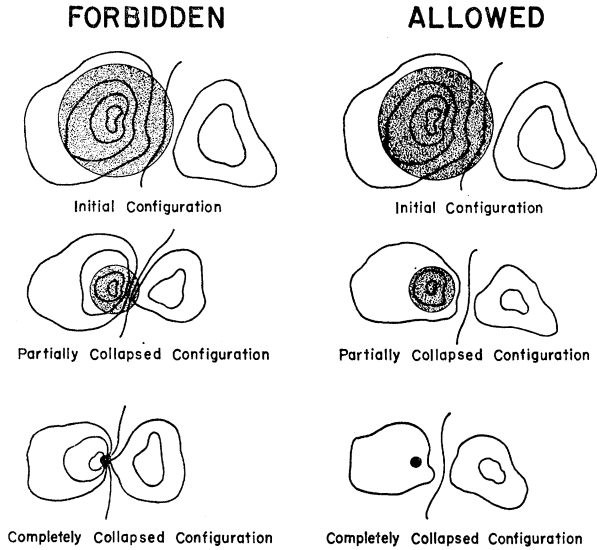 FORBIDDEN ALLOWED
Initial Configuration Initial Configuration
Partially Collapsed Configuration Partially Collapsed Configuration
Completely Collapsed Configuration Completely Collapsed Configuration